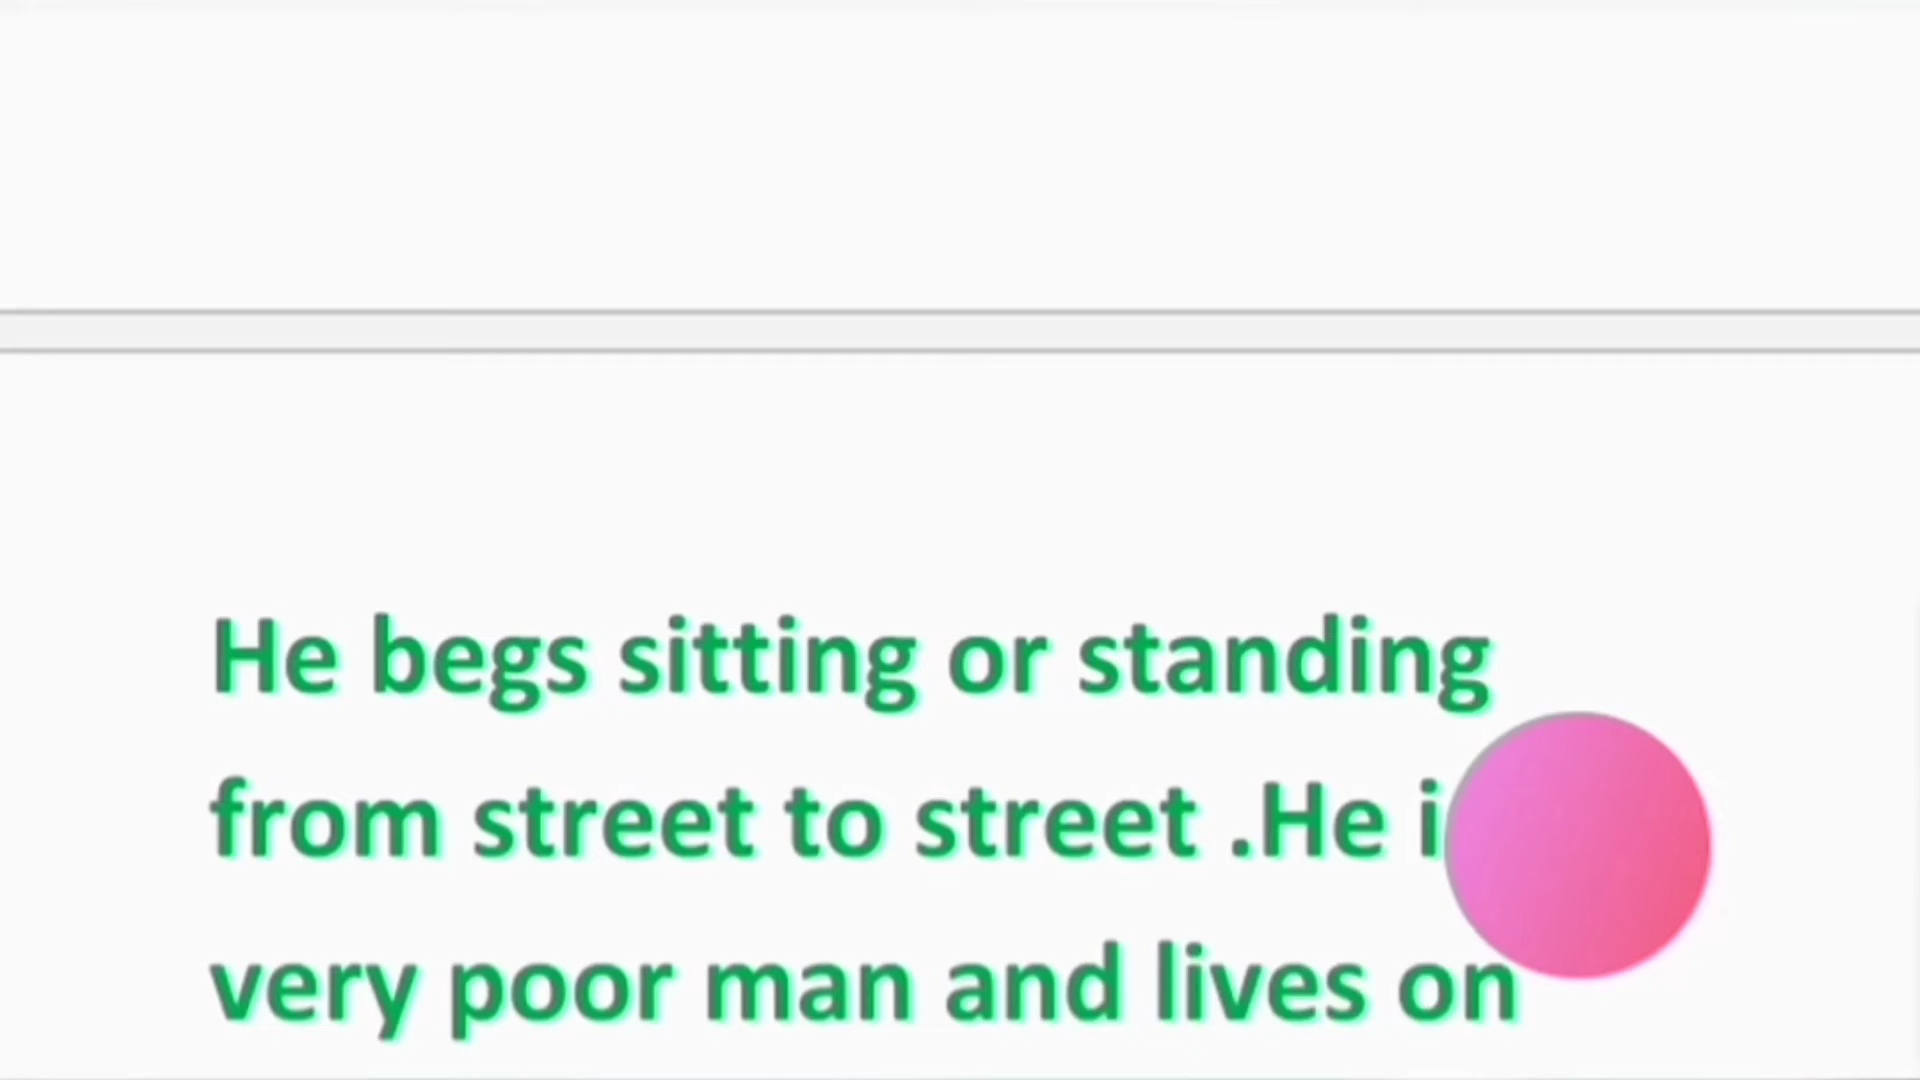 He begs sitting or standing
from street to street .He
very poor man and lives on